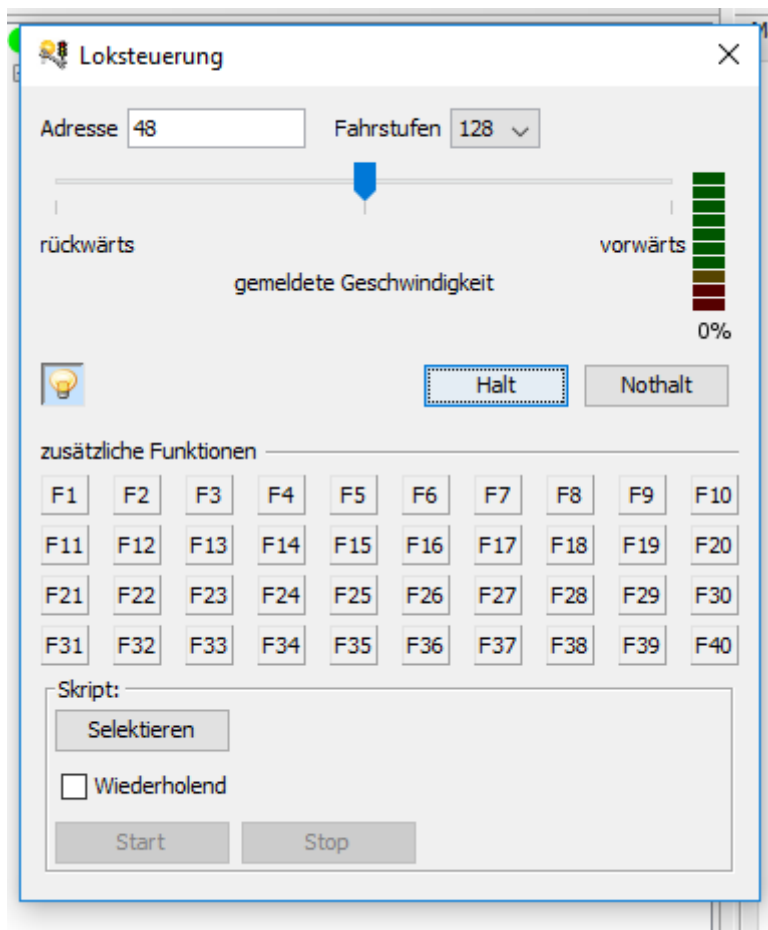 Loksteuerung
Adresse 48 Fahrstufen 128
rückwärts vorwärts
gemeldete Geschwindigkeit
0%
Halt Nothalt
zusätzliche Funktionen
F1 F2 F3 F4 F5 F6 F7 F8 F9 F10
F11 F12 F13 F14 F15 F16 F17 F18 F19 F20
F21 F22 F23 F24 F25 F26 F27 F28 F29 F30
F31 F32 F33 F34 F35 F36 F37 F38 F39 F40
Skript:
Selektieren
Wiederholend
Start Stop